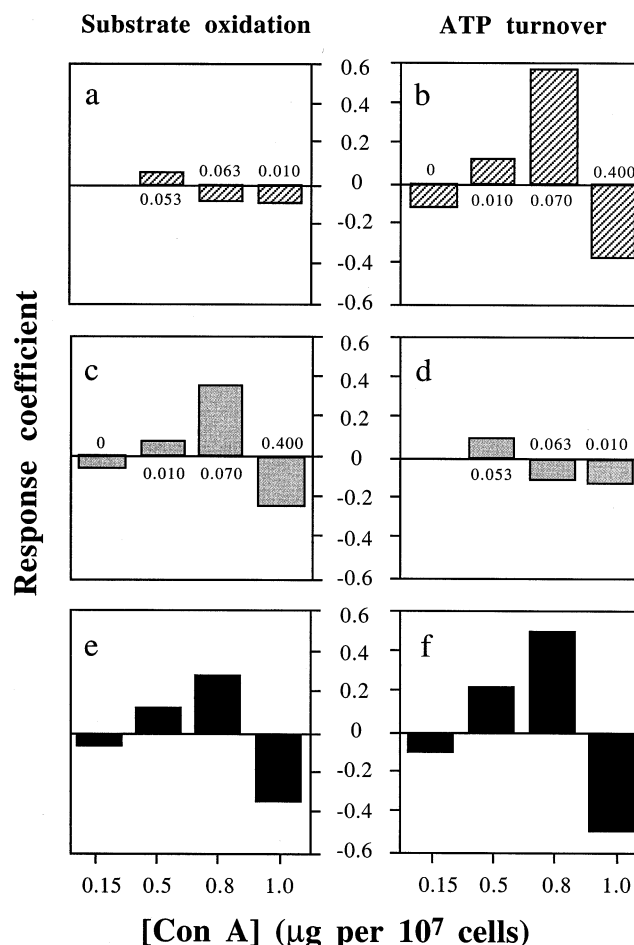 Substrate oxidation ATP turnover
a 0.063 0.010 0.053
0.6 0.4 0.2 0 -0.2 -0.4 -0.6
b 0 0.400 0.010 0.070
c 0 0.400 0.010 0.070
0.6 0.4 0.2 0 -0.2 -0.4 -0.6
d 0.063 0.010 0.053
e
0.6 0.4 0.2 0 -0.2 -0.4 -0.6
f
Response coefficient
0.15 0.5 0.8 1.0 0.15 0.5 0.8 1.0
[Con A] (μg per 10⁷ cells)